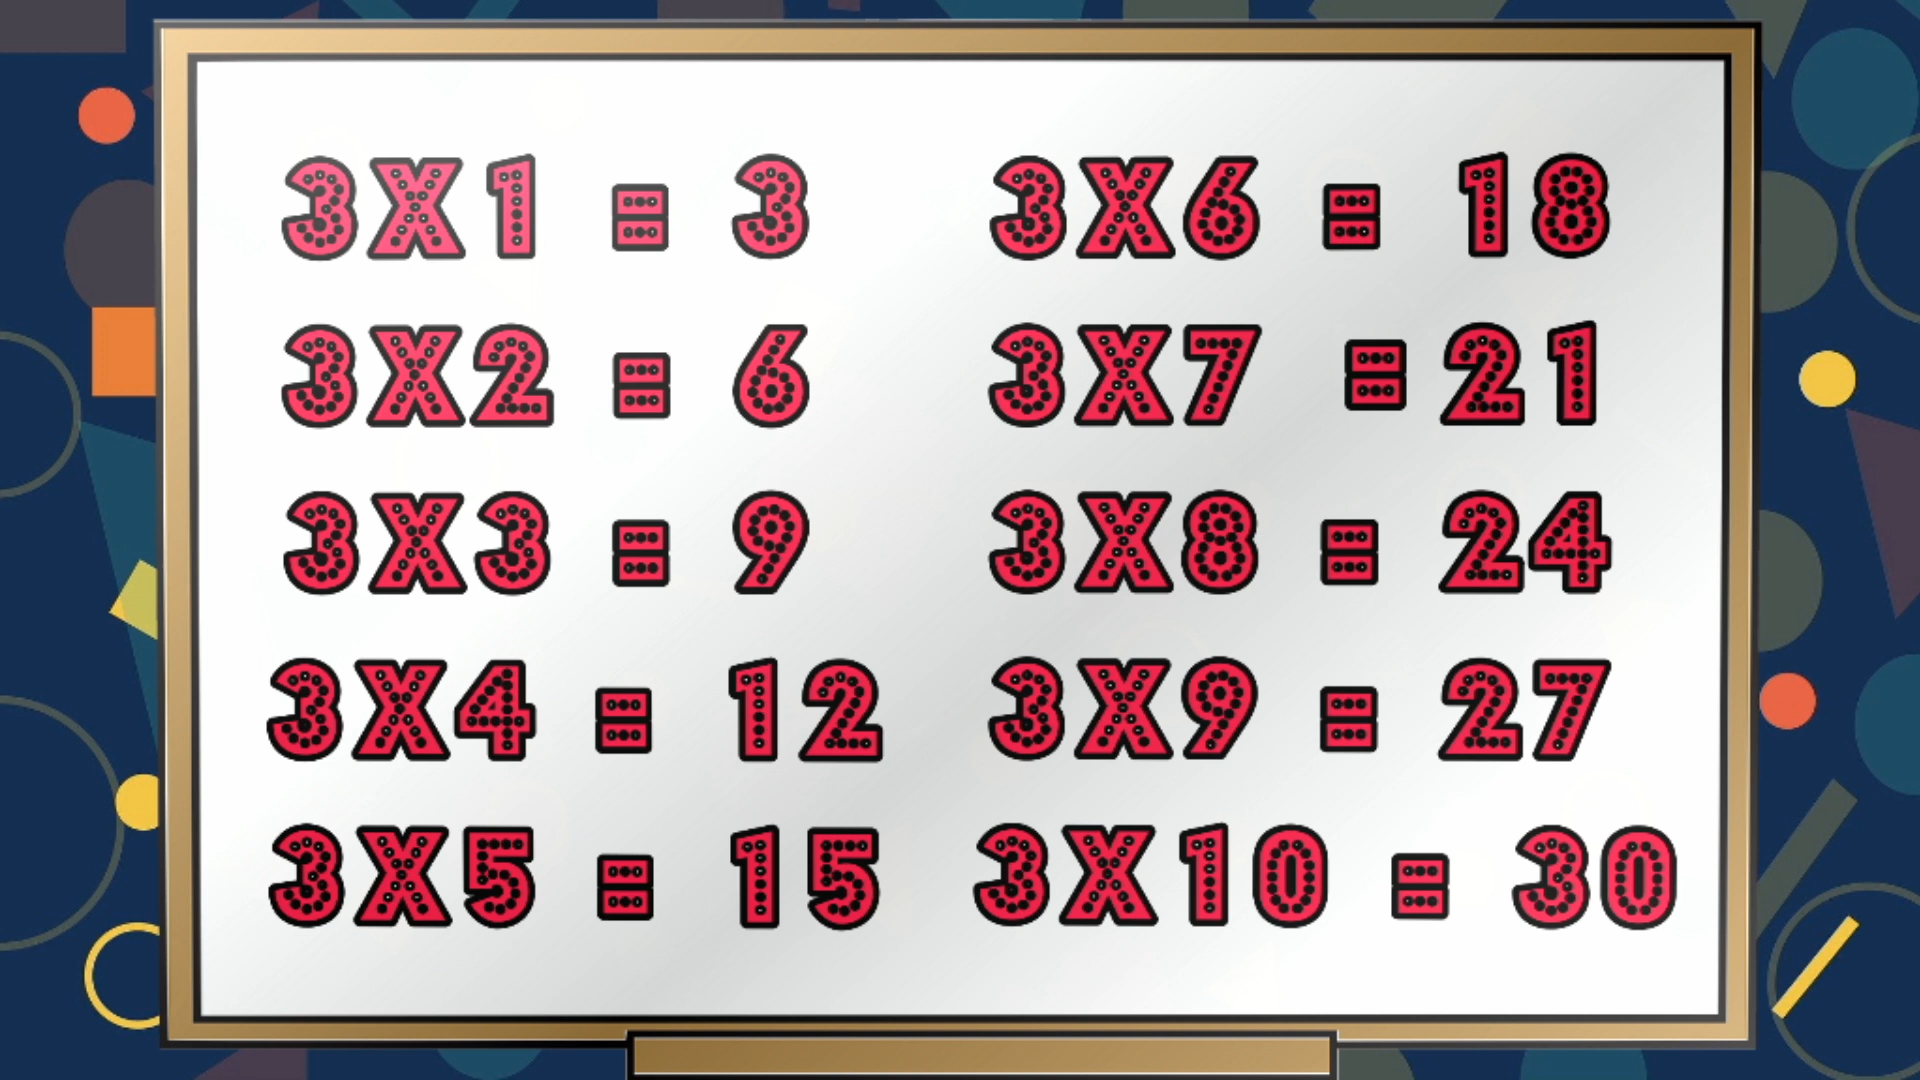 3X1 = 3
3X2 = 6
3X3 = 9
3X4 = 12
3X5 = 15
3X6 = 18
3X7 = 21
3X8 = 24
3X9 = 27
3X10 = 30